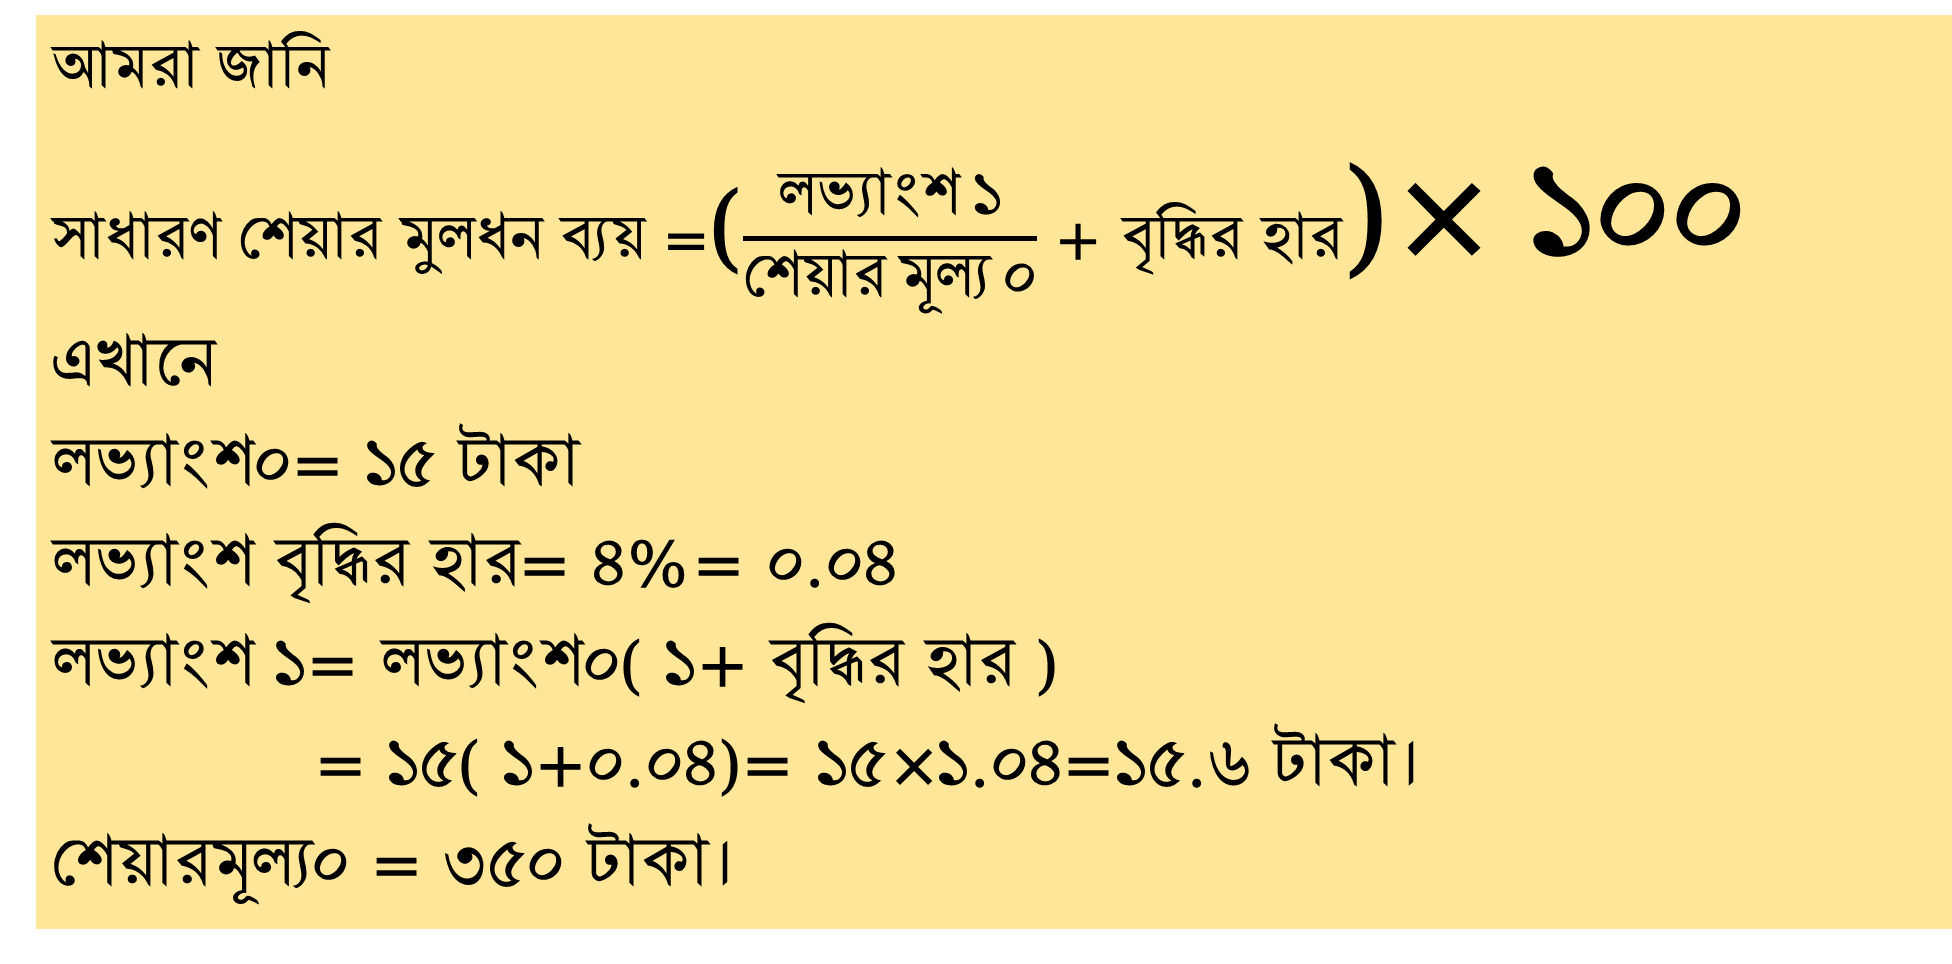 আমরা জানি
সাধারণ শেয়ার মুলধন ব্যয় =(লভ্যাংশ ১/শেয়ার মূল্য ০ + বৃদ্ধির হার)× ১০০
এখানে
লভ্যাংশ০= ১৫ টাকা
লভ্যাংশ বৃদ্ধির হার= ৪%= ০.০৪
লভ্যাংশ ১= লভ্যাংশ০( ১+ বৃদ্ধির হার )
= ১৫( ১+০.০৪)= ১৫×১.০৪=১৫.৬ টাকা।
শেয়ারমূল্য০ = ৩৫০ টাকা।